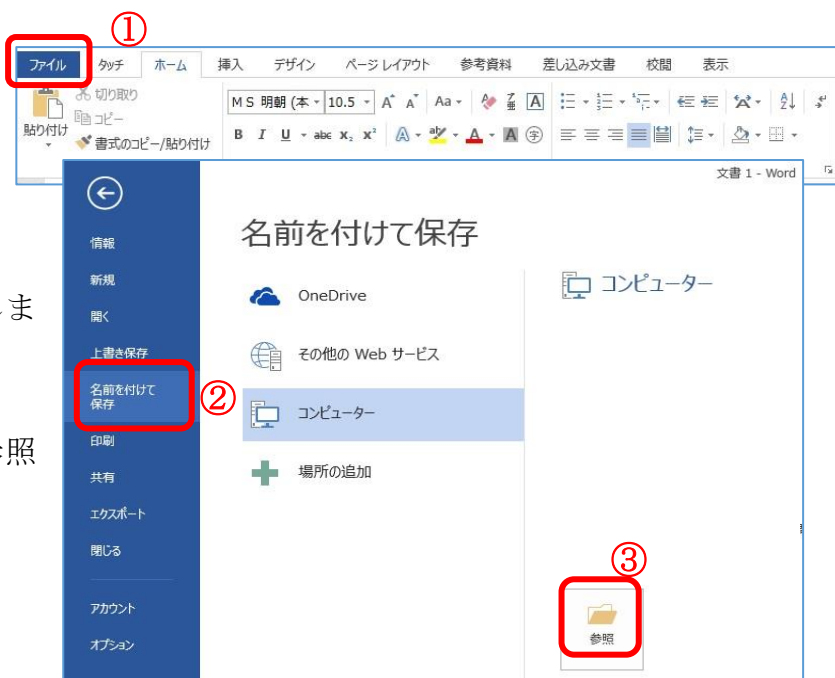 ①
ファイル タッチ ホーム 挿入 デザイン ページ レイアウト 参考資料 差し込み文書 校閲 表示
切り取り
コピー
貼り付け
書式のコピー/貼り付け
ＭＳ 明朝 (本 10.5 A A Aa
B I U abc X₂ X² A ab A A 字
文書 1 - Word
名前を付けて保存
情報
新規
開く
上書き保存
名前を付けて
保存
②
印刷
共有
エクスポート
閉じる
アカウント
オプション
OneDrive
その他の Web サービス
コンピューター
場所の追加
コンピューター
③
参照
ま
照